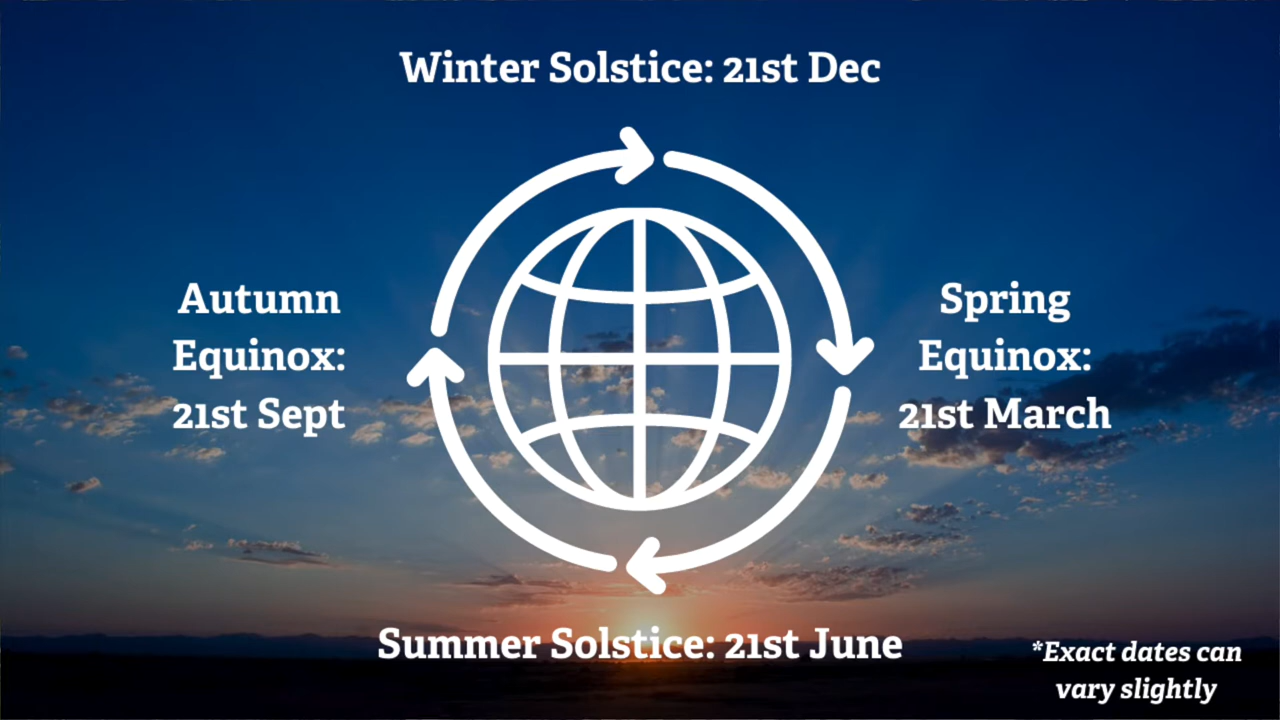 Winter Solstice: 21st Dec
Autumn
Equinox:
21st Sept
Spring
Equinox:
21st March
Summer Solstice: 21st June
*Exact dates can
vary slightly